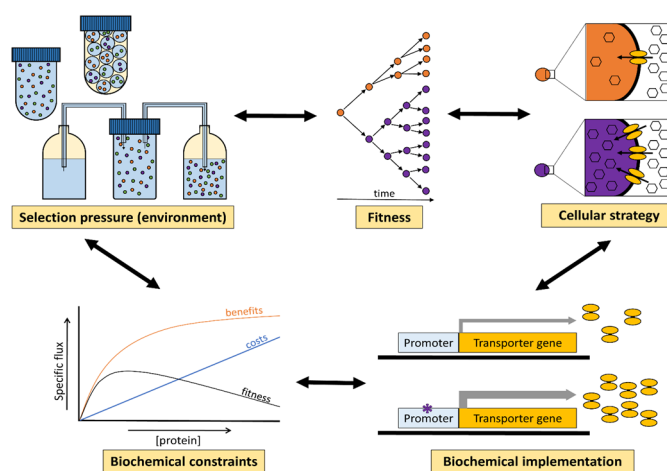 time
Selection pressure (environment)
Fitness
Cellular strategy
Specific flux
benefits
costs
fitness
[protein]
Biochemical constraints
Promoter
Transporter gene
*
Promoter
Transporter gene
Biochemical implementation